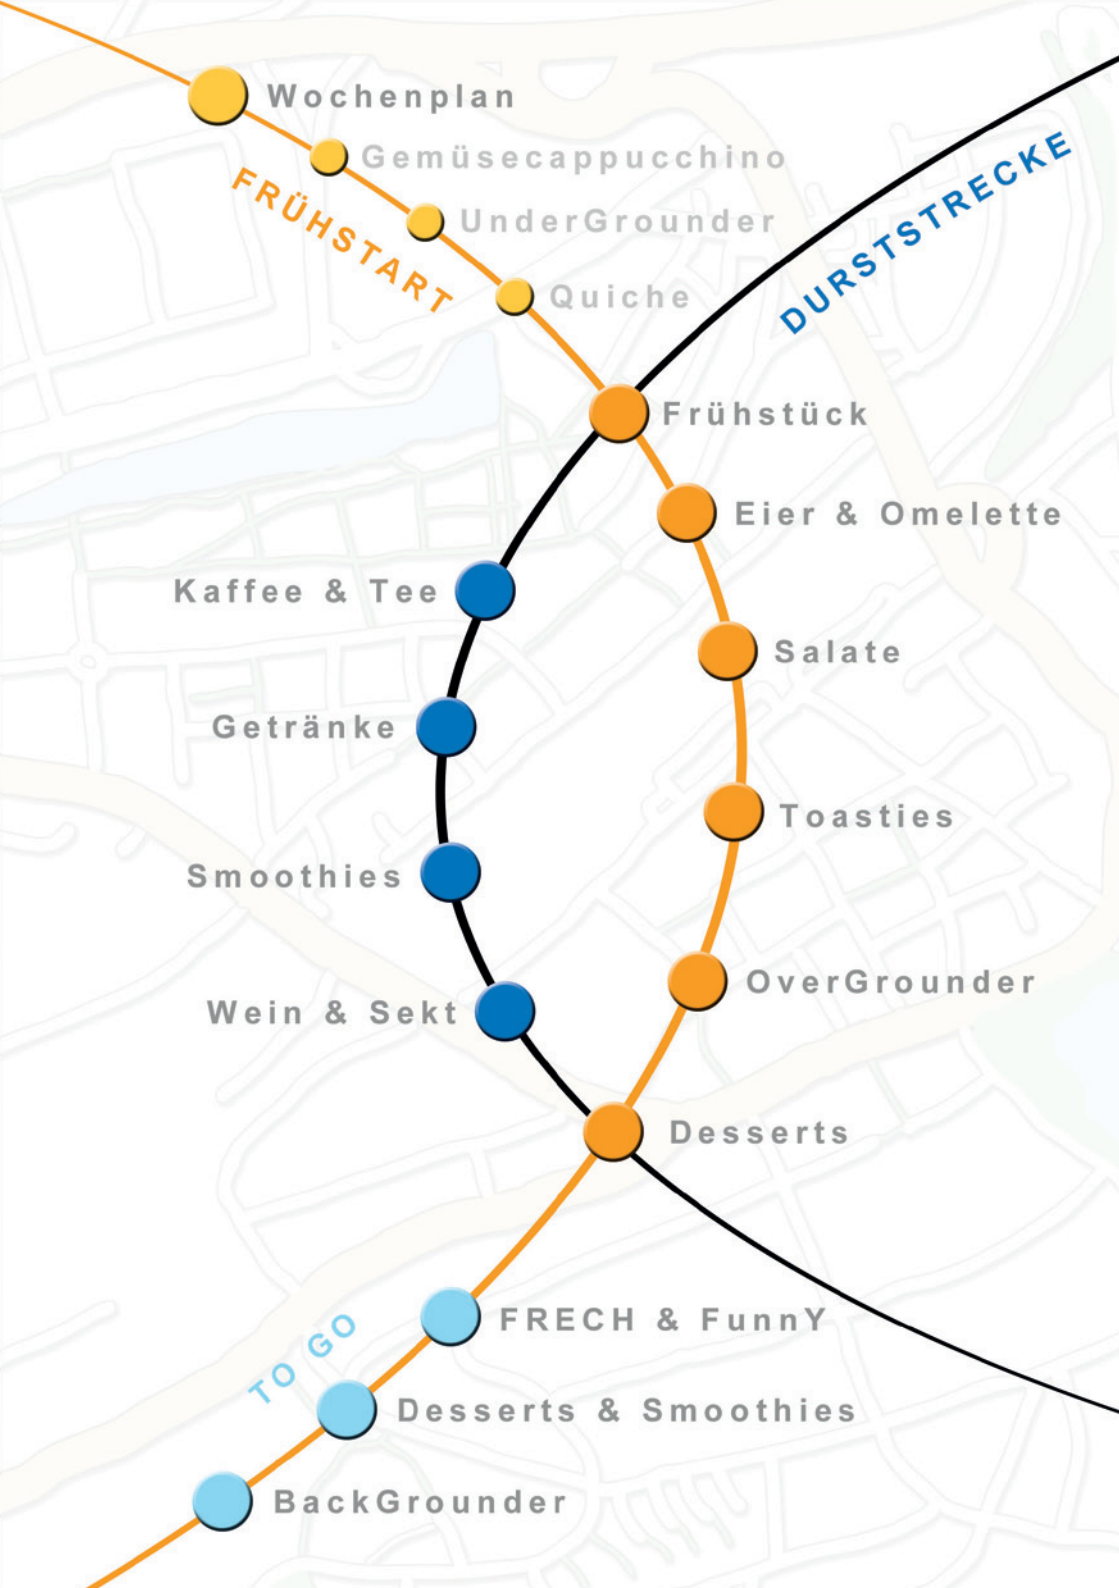 Wochenplan
Gemüsecappucchino
FRÜHSTART
UnderGrounder
DURSTSTRECKE
Quiche
Frühstück
Eier & Omelette
Kaffee & Tee
Salate
Getränke
Toasties
Smoothies
OverGrounder
Wein & Sekt
Desserts
FRECH & FunnY
TO GO
Desserts & Smoothies
BackGrounder